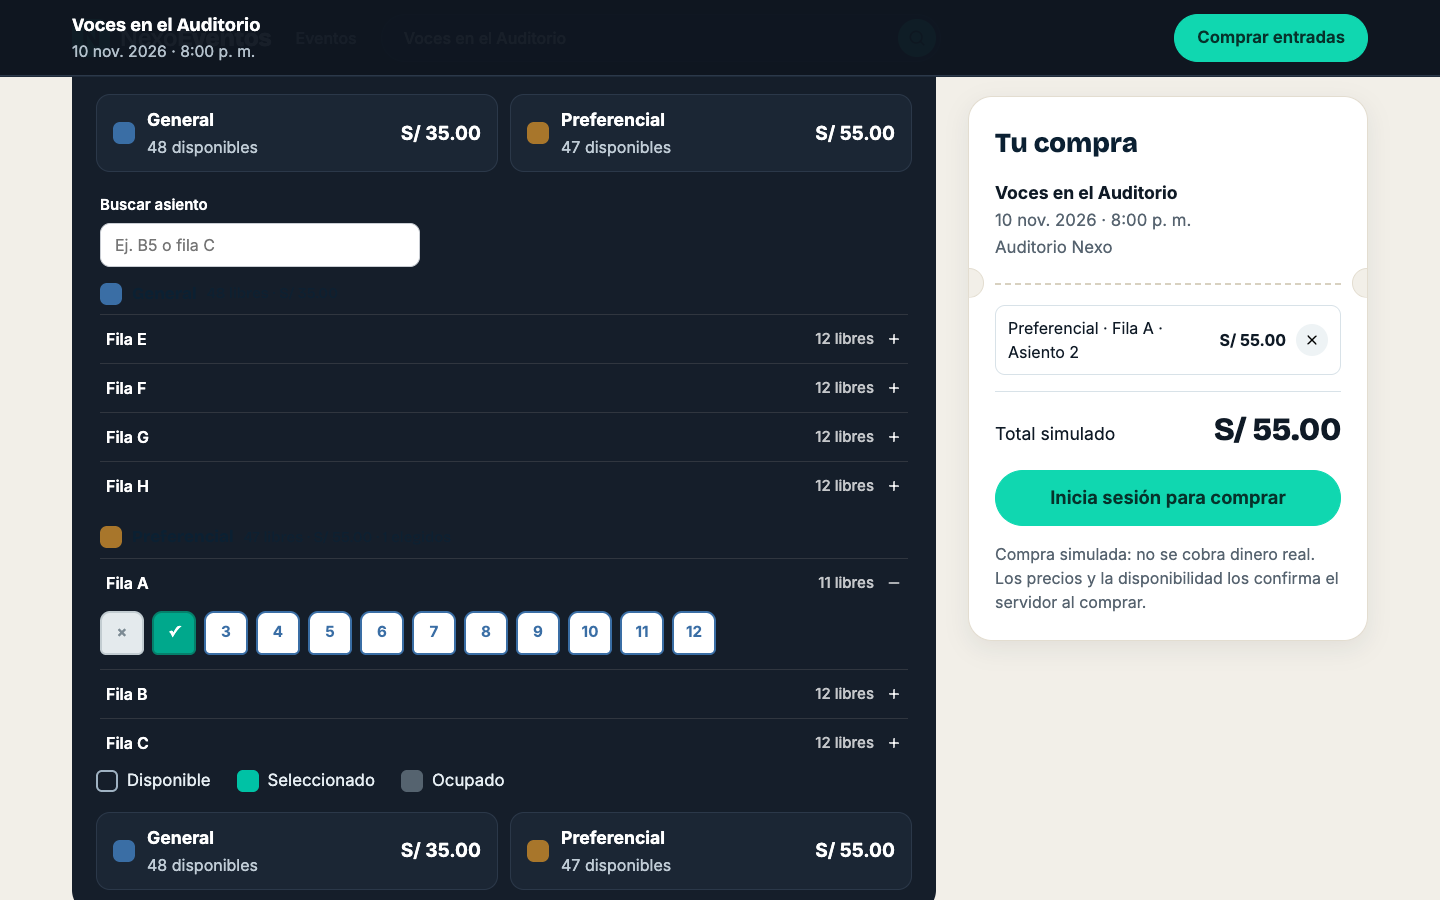 Voces en el Auditorio
10 nov. 2026 · 8:00 p. m.
NexoEventos
Eventos
Voces en el Auditorio
Comprar entradas
General
48 disponibles
S/ 35.00
Preferencial
47 disponibles
S/ 55.00
Buscar asiento
Ej. B5 o fila C
Fila E
12 libres +
Fila F
12 libres +
Fila G
12 libres +
Fila H
12 libres +
Fila A
11 libres −
× ✓ 3 4 5 6 7 8 9 10 11 12
Fila B
12 libres +
Fila C
12 libres +
Disponible
Seleccionado
Ocupado
General
48 disponibles
S/ 35.00
Preferencial
47 disponibles
S/ 55.00
Tu compra
Voces en el Auditorio
10 nov. 2026 · 8:00 p. m.
Auditorio Nexo
Preferencial · Fila A ·
Asiento 2
S/ 55.00 ×
Total simulado
S/ 55.00
Inicia sesión para comprar
Compra simulada: no se cobra dinero real.
Los precios y la disponibilidad los confirma el
servidor al comprar.